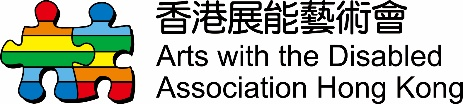 香港展能藝術會
Arts with the Disabled
Association Hong Kong